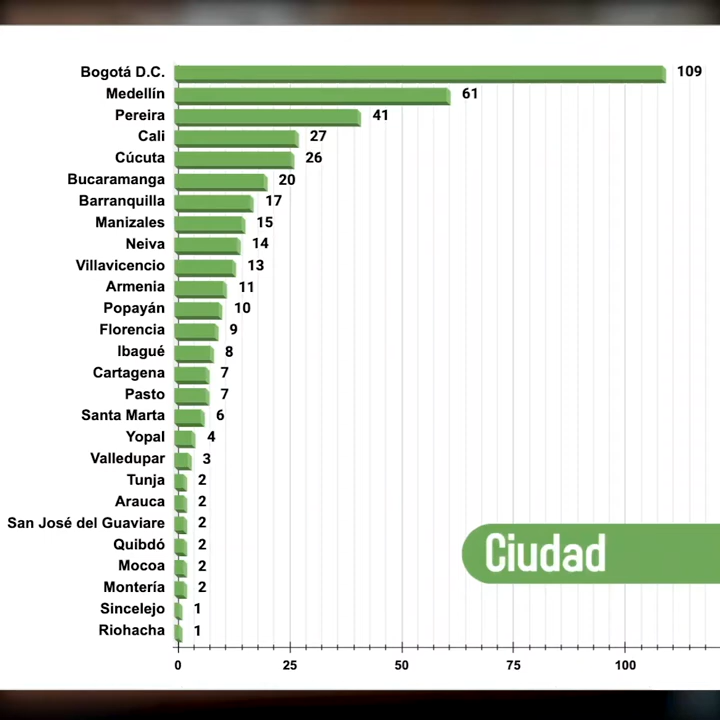 Bogotá D.C. 109
Medellín 61
Pereira 41
Cali 27
Cúcuta 26
Bucaramanga 20
Barranquilla 17
Manizales 15
Neiva 14
Villavicencio 13
Armenia 11
Popayán 10
Florencia 9
Ibagué 8
Cartagena 7
Pasto 7
Santa Marta 6
Yopal 4
Valledupar 3
Tunja 2
Arauca 2
San José del Guaviare 2
Quibdó 2
Mocoa 2
Montería 2
Sincelejo 1
Riohacha 1
Ciudad
0 25 50 75 100